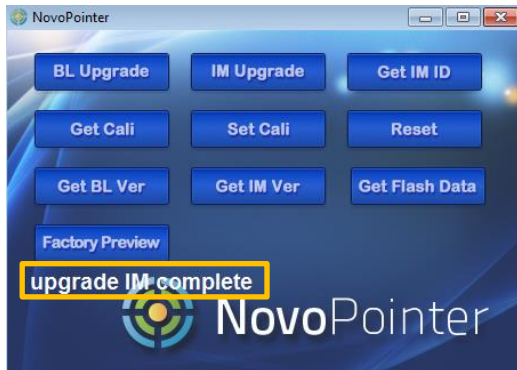 NovoPointer
BL Upgrade IM Upgrade Get IM ID
Get Cali Set Cali Reset
Get BL Ver Get IM Ver Get Flash Data
Factory Preview
upgrade IM complete
NovoPointer